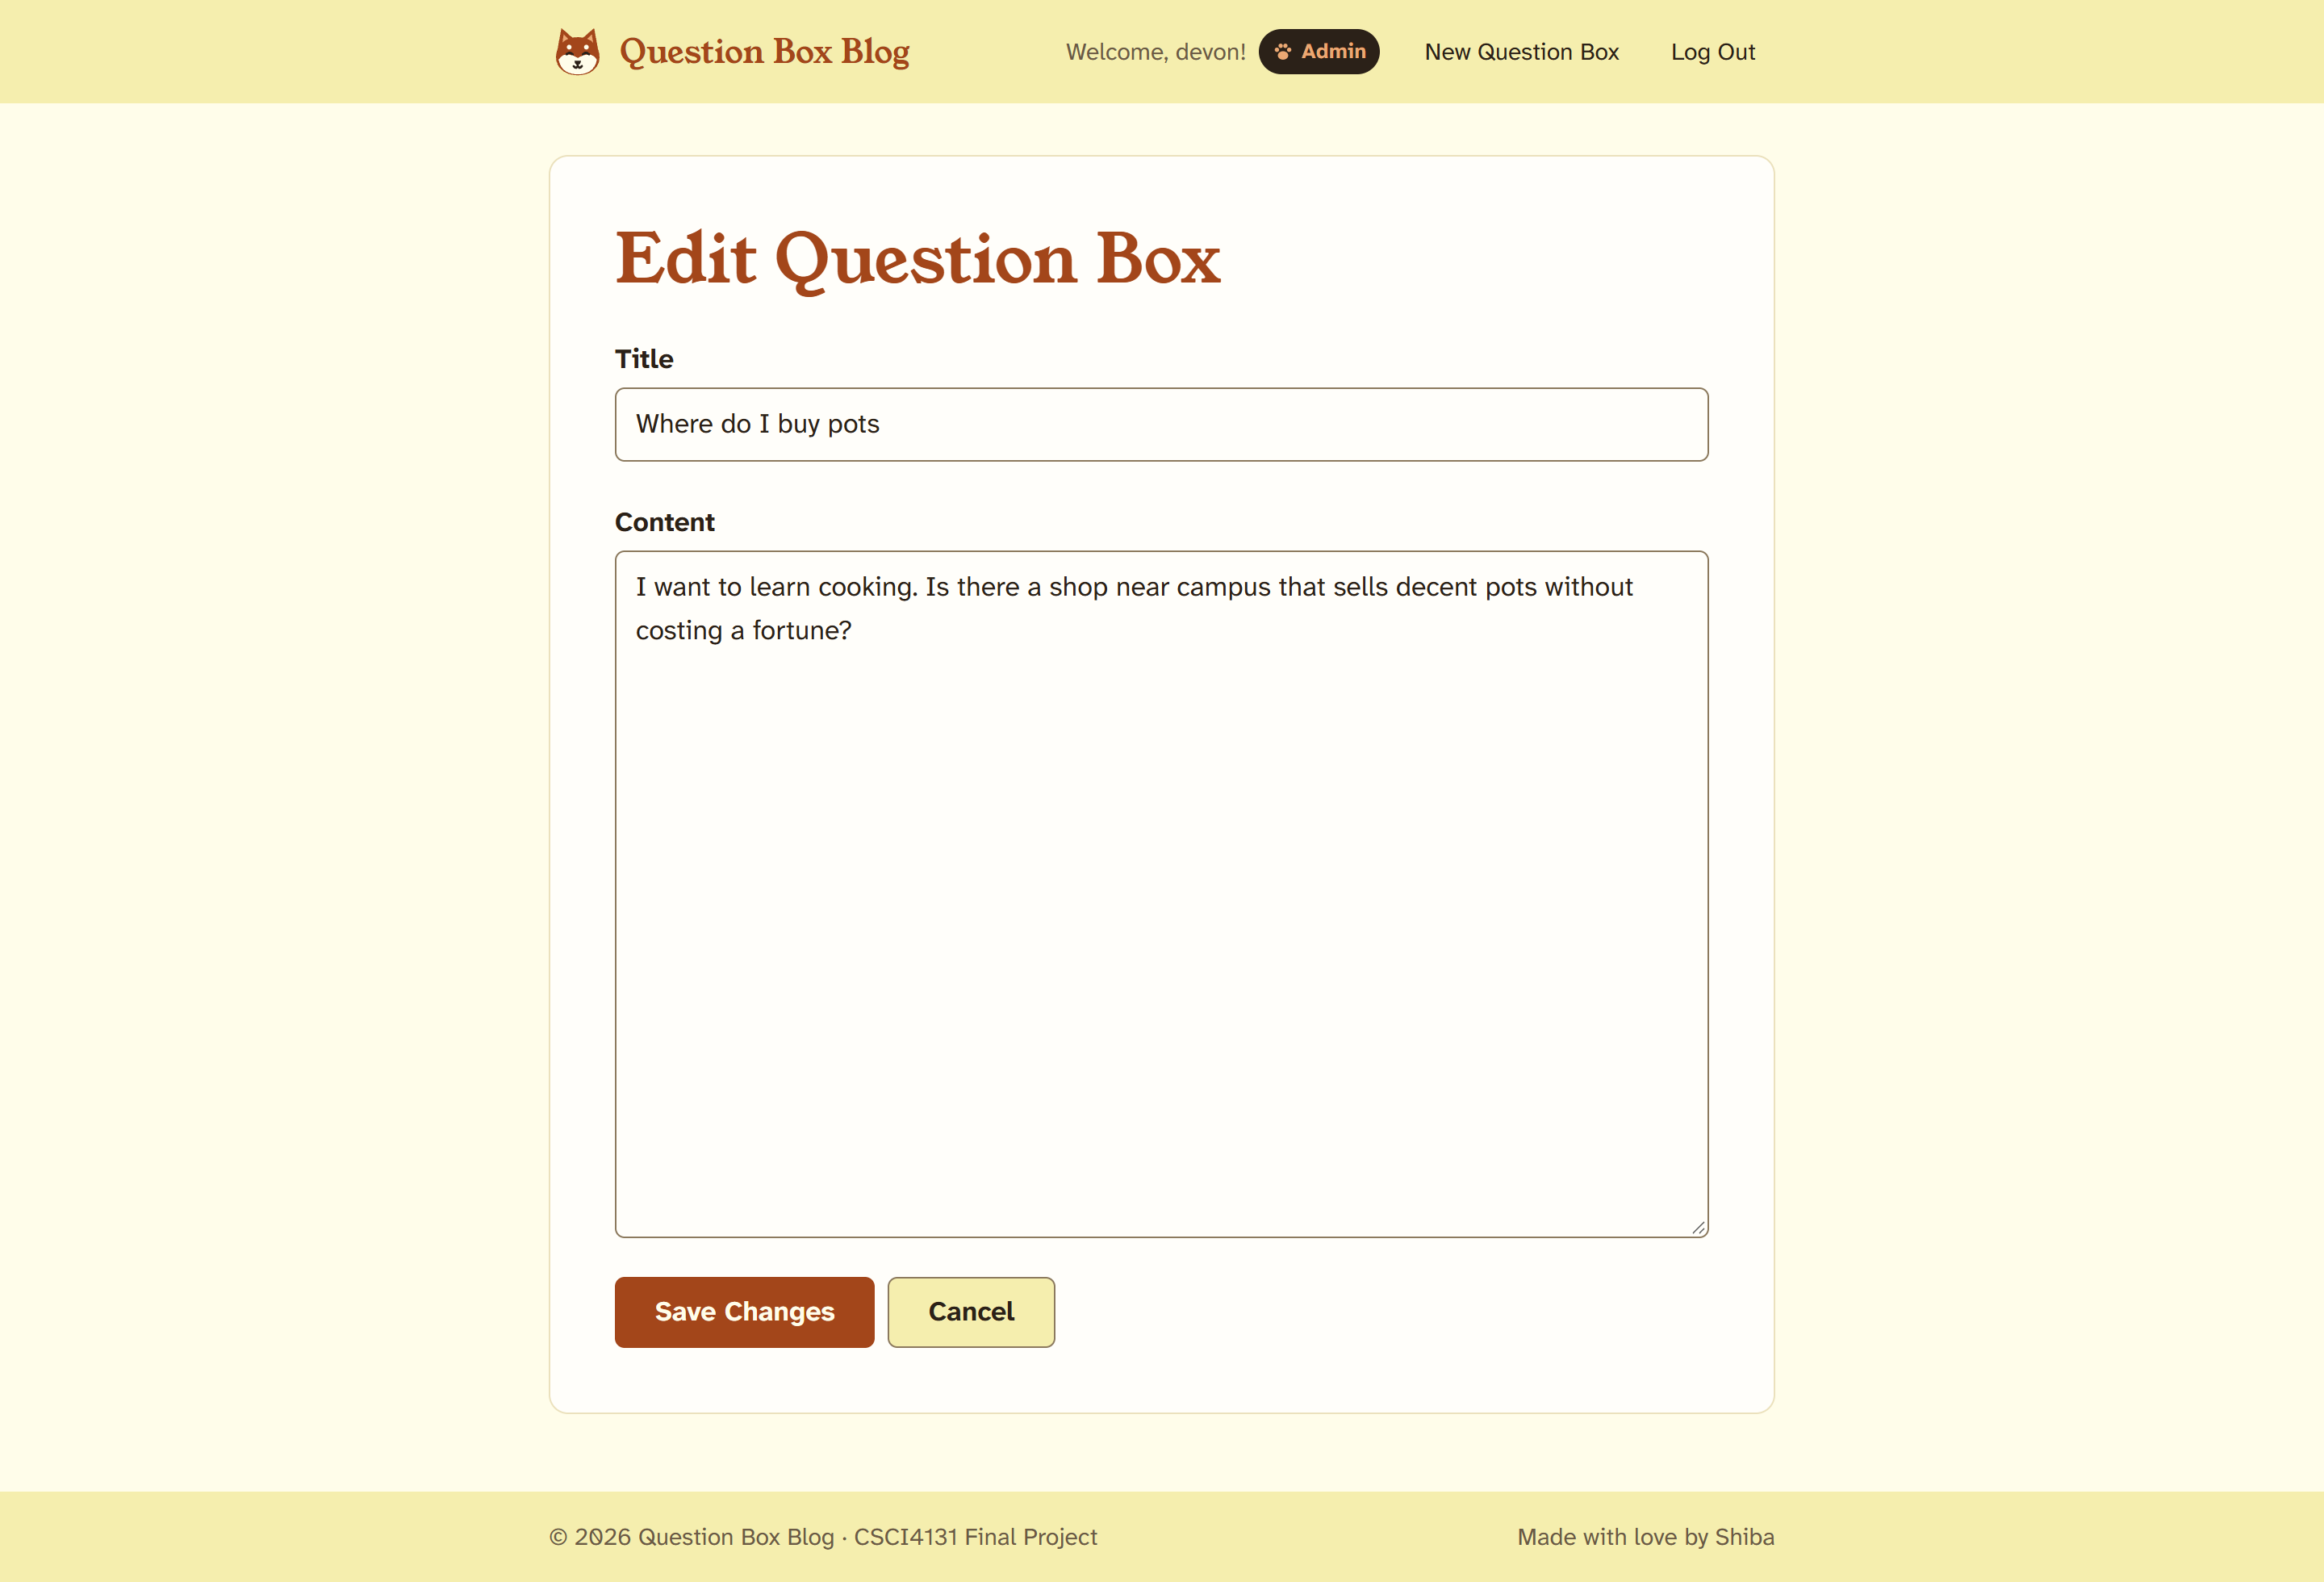 Question Box Blog
Welcome, devon!
Admin
New Question Box
Log Out
Edit Question Box
Title
Where do I buy pots
Content
I want to learn cooking. Is there a shop near campus that sells decent pots without
costing a fortune?
Save Changes
Cancel
© 2026 Question Box Blog · CSCI4131 Final Project
Made with love by Shiba